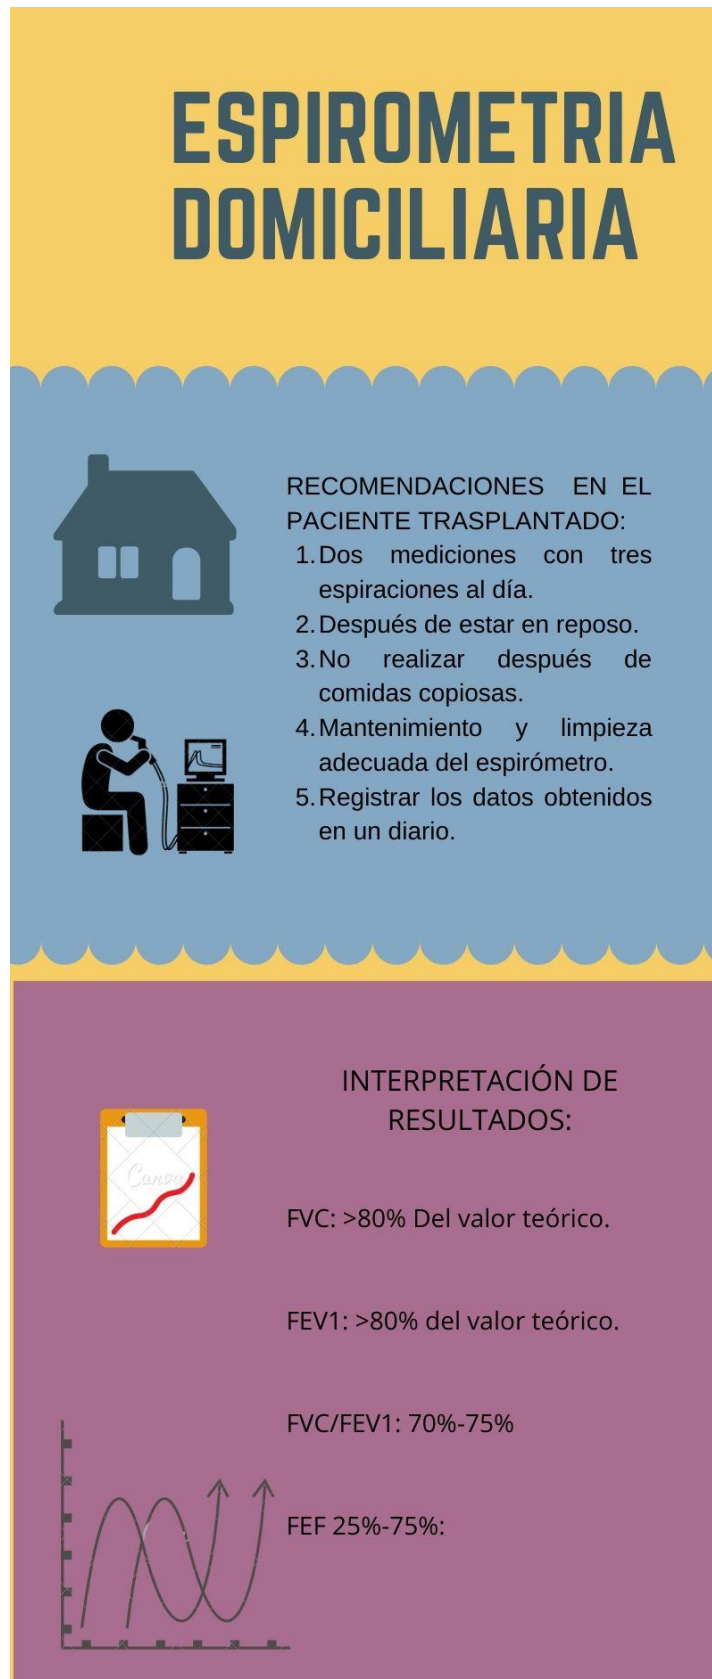 ESPIROMETRIA
DOMICILIARIA
RECOMENDACIONES EN EL
PACIENTE TRASPLANTADO:
1. Dos mediciones con tres
espiraciones al día.
2. Después de estar en reposo.
3. No realizar después de
comidas copiosas.
4. Mantenimiento y limpieza
adecuada del espirómetro.
5. Registrar los datos obtenidos
en un diario.
INTERPRETACIÓN DE
RESULTADOS:
Canva
FVC: >80% Del valor teórico.
FEV1: >80% del valor teórico.
FVC/FEV1: 70%-75%
FEF 25%-75%: